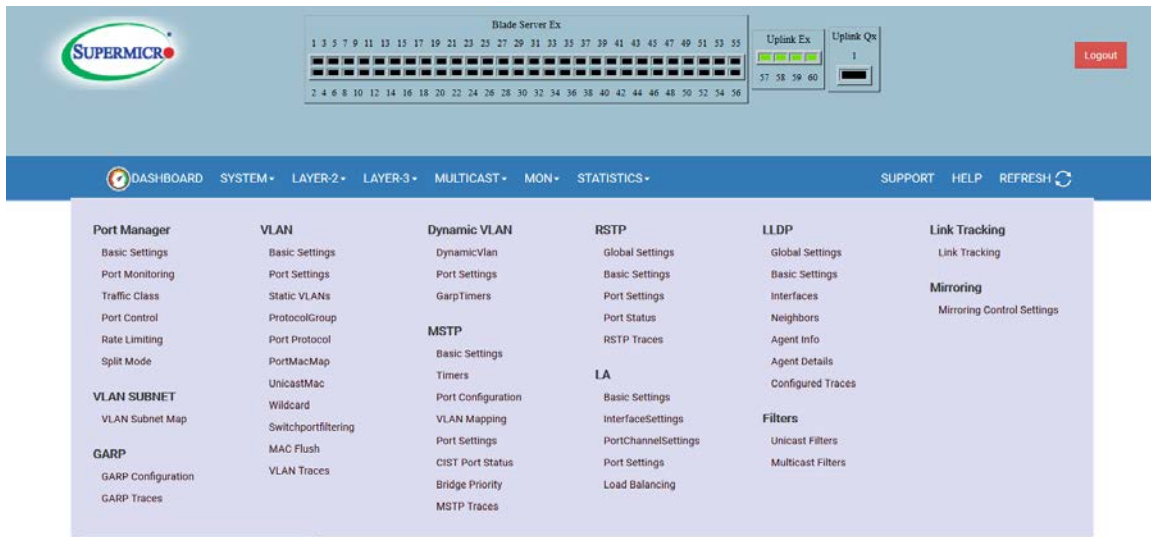 SUPERMICR
Blade Server Ex
1 3 5 7 9 11 13 15 17 19 21 23 25 27 29 31 33 35 37 39 41 43 45 47 49 51 53 55
2 4 6 8 10 12 14 16 18 20 22 24 26 28 30 32 34 36 38 40 42 44 46 48 50 52 54 56
Uplink Ex
57 58 59 60
Uplink Qx
1
Logout
DASHBOARD SYSTEM LAYER-2 LAYER-3 MULTICAST MON STATISTICS SUPPORT HELP REFRESH
Port Manager
Basic Settings
Port Monitoring
Traffic Class
Port Control
Rate Limiting
Split Mode
VLAN SUBNET
VLAN Subnet Map
GARP
GARP Configuration
GARP Traces
VLAN
Basic Settings
Port Settings
Static VLANs
ProtocolGroup
Port Protocol
PortMacMap
UnicastMac
Wildcard
Switchportfiltering
MAC Flush
VLAN Traces
Dynamic VLAN
DynamicVlan
Port Settings
GarpTimers
MSTP
Basic Settings
Timers
Port Configuration
VLAN Mapping
Port Settings
CIST Port Status
Bridge Priority
MSTP Traces
RSTP
Global Settings
Basic Settings
Port Settings
Port Status
RSTP Traces
LA
Basic Settings
InterfaceSettings
PortChannelSettings
Port Settings
Load Balancing
LLDP
Global Settings
Basic Settings
Interfaces
Neighbors
Agent Info
Agent Details
Configured Traces
Filters
Unicast Filters
Multicast Filters
Link Tracking
Link Tracking
Mirroring
Mirroring Control Settings